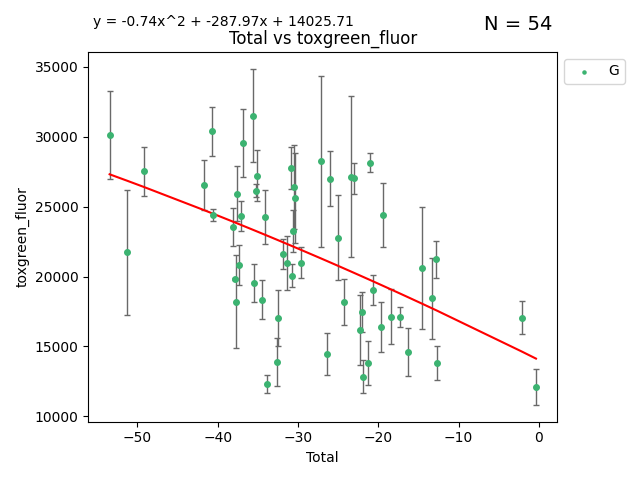 y = -0.74x^2 + -287.97x + 14025.71
N = 54
Total vs toxgreen_fluor
G
toxgreen_fluor
35000
30000
25000
20000
15000
10000
−50 −40 −30 −20 −10 0
Total